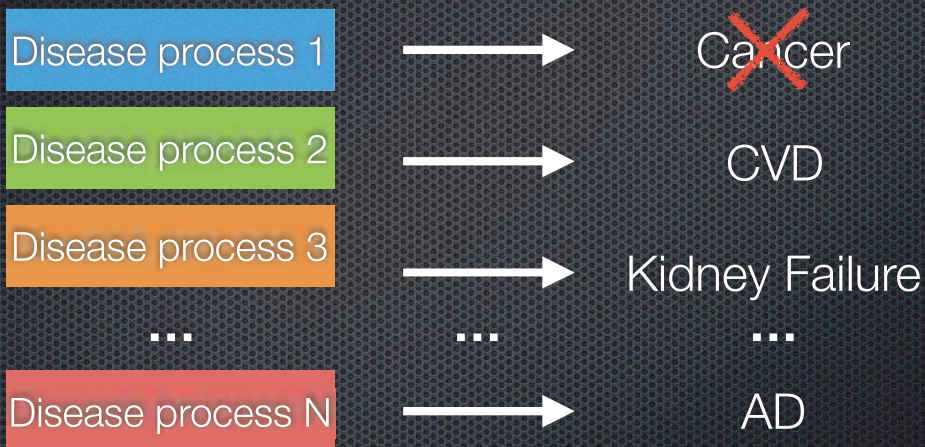 Disease process 1
Cancer
Disease process 2
CVD
Disease process 3
Kidney Failure
... ... ...
Disease process N
AD